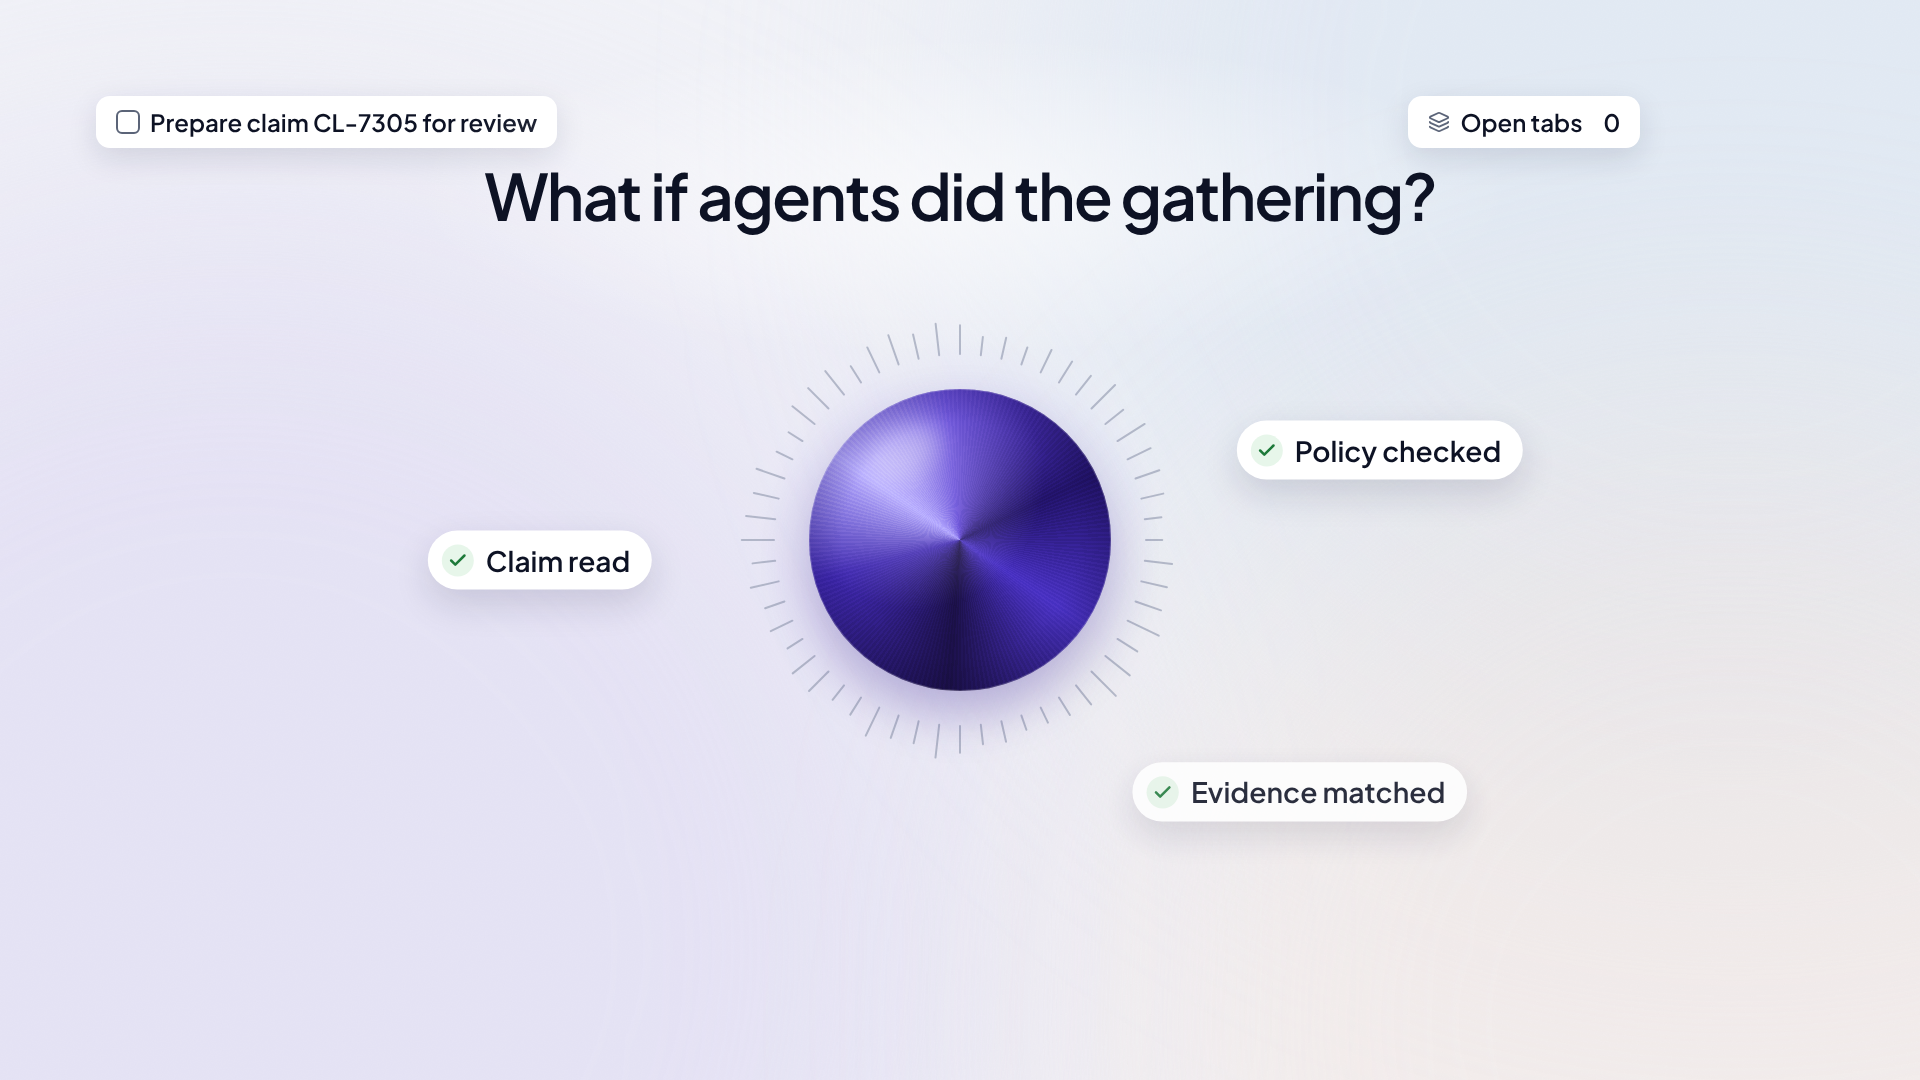 Prepare claim CL-7305 for review
Open tabs 0
What if agents did the gathering?
Policy checked
Claim read
Evidence matched